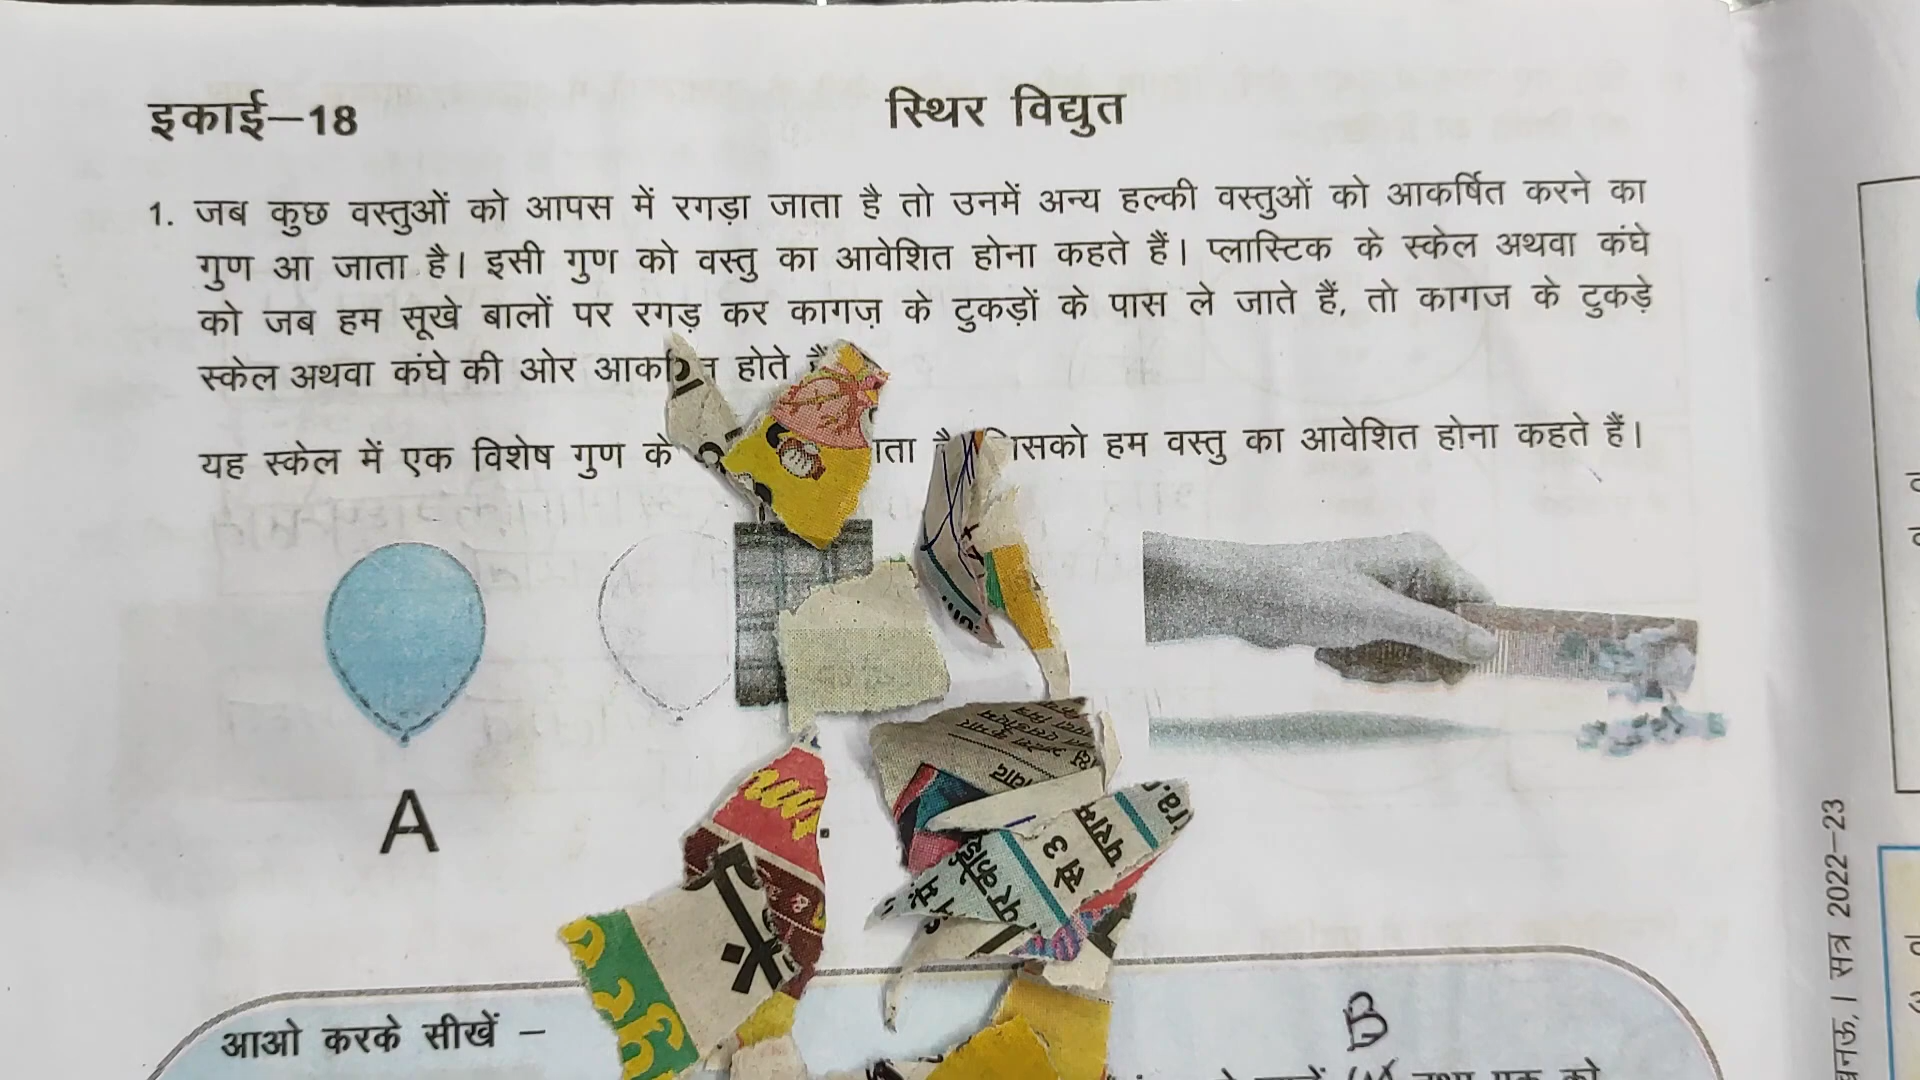 इकाई–18
स्थिर विद्युत
1. जब कुछ वस्तुओं को आपस में रगड़ा जाता है तो उनमें अन्य हल्की वस्तुओं को आकर्षित करने का
गुण आ जाता है। इसी गुण को वस्तु का आवेशित होना कहते हैं। प्लास्टिक के स्केल अथवा कंघे
को जब हम सूखे बालों पर रगड़ कर कागज़ के टुकड़ों के पास ले जाते हैं, तो कागज के टुकड़े
स्केल अथवा कंघे की ओर होते
यह स्केल में एक विशेष गुण के हम वस्तु का आवेशित होना कहते हैं।
A
से 3
आओ करके सीखें –
B
सत्र 2022–23